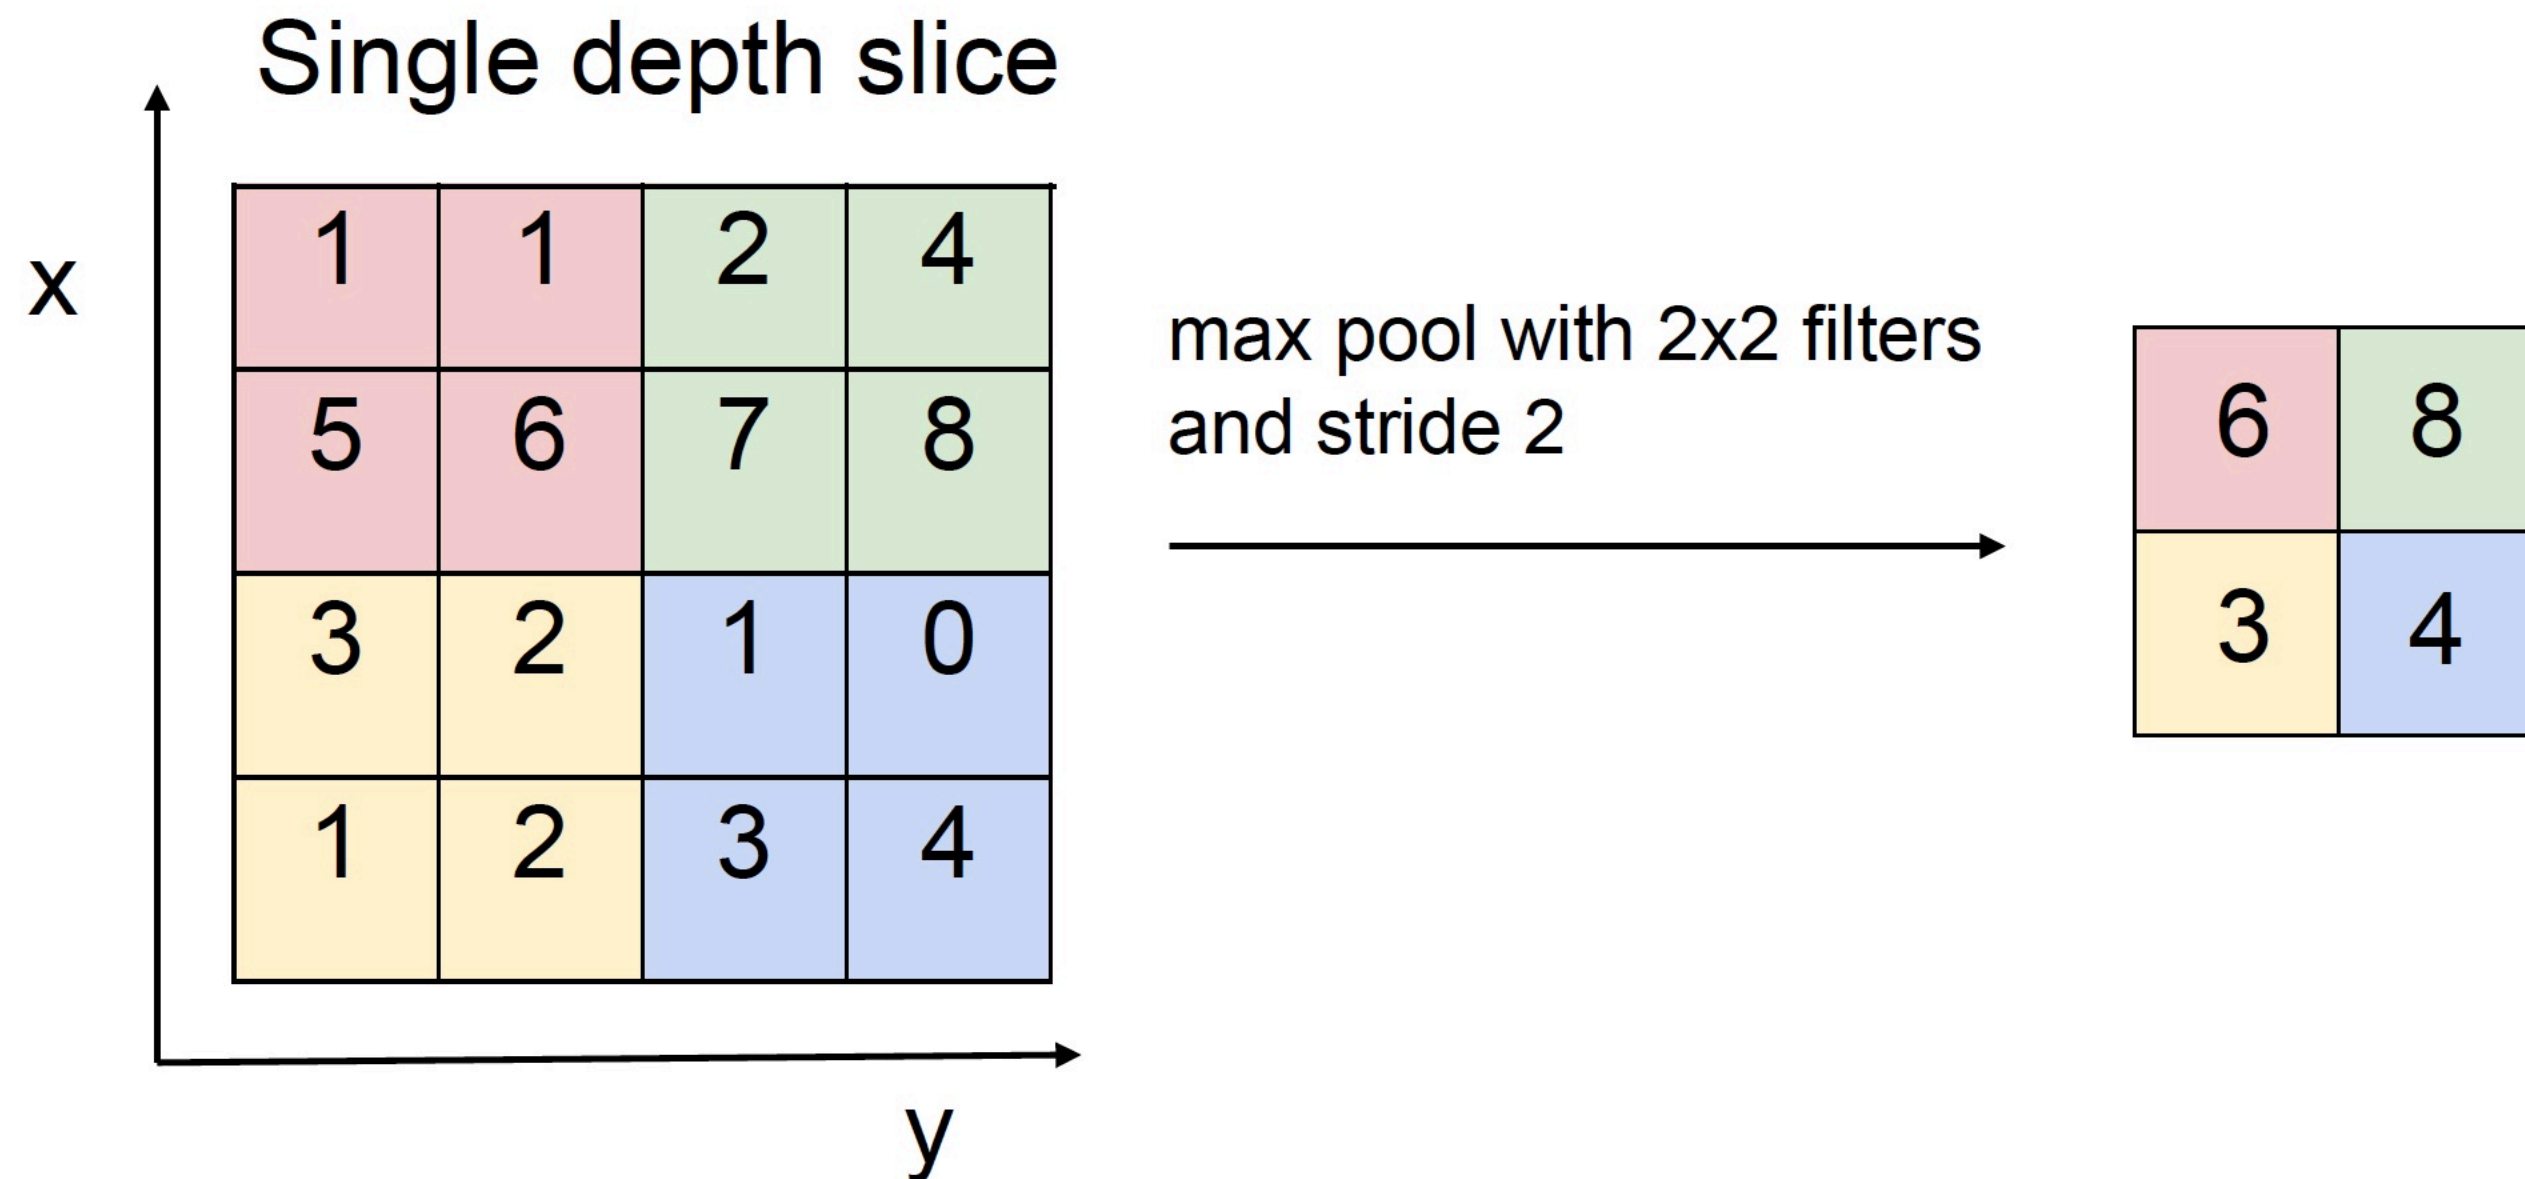 Single depth slice
x
1 1 2 4
5 6 7 8
3 2 1 0
1 2 3 4
y
max pool with 2x2 filters
and stride 2
6 8
3 4